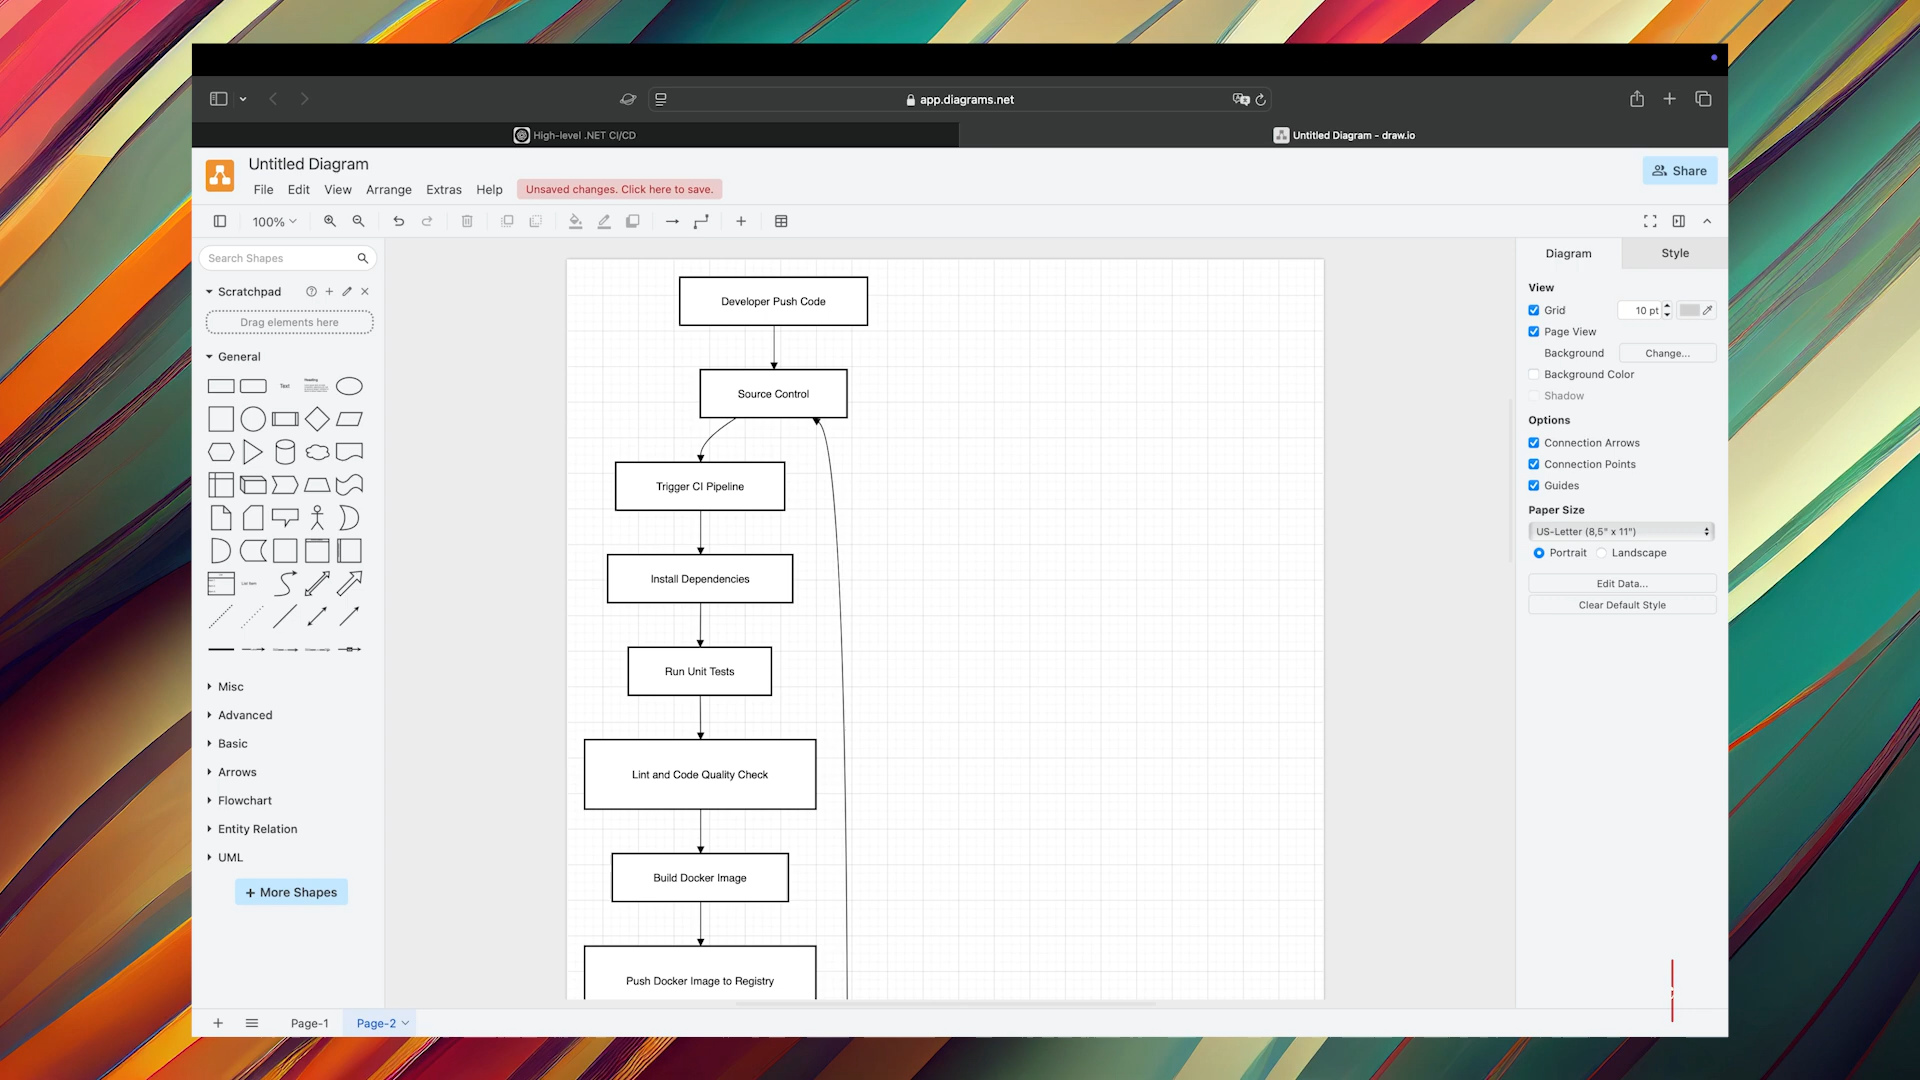 app.diagrams.net
High-level .NET CI/CD
Untitled Diagram - draw.io
Untitled Diagram
File Edit View Arrange Extras Help Unsaved changes. Click here to save.
Share
100%
Search Shapes
Scratchpad
Drag elements here
General
Text
Heading
List Item
Misc
Advanced
Basic
Arrows
Flowchart
Entity Relation
UML
+ More Shapes
Developer Push Code
Source Control
Trigger CI Pipeline
Install Dependencies
Run Unit Tests
Lint and Code Quality Check
Build Docker Image
Push Docker Image to Registry
Diagram Style
View
Grid 10 pt
Page View
Background Change...
Background Color
Shadow
Options
Connection Arrows
Connection Points
Guides
Paper Size
US-Letter (8,5" x 11")
Portrait Landscape
Edit Data...
Clear Default Style
Page-1 Page-2